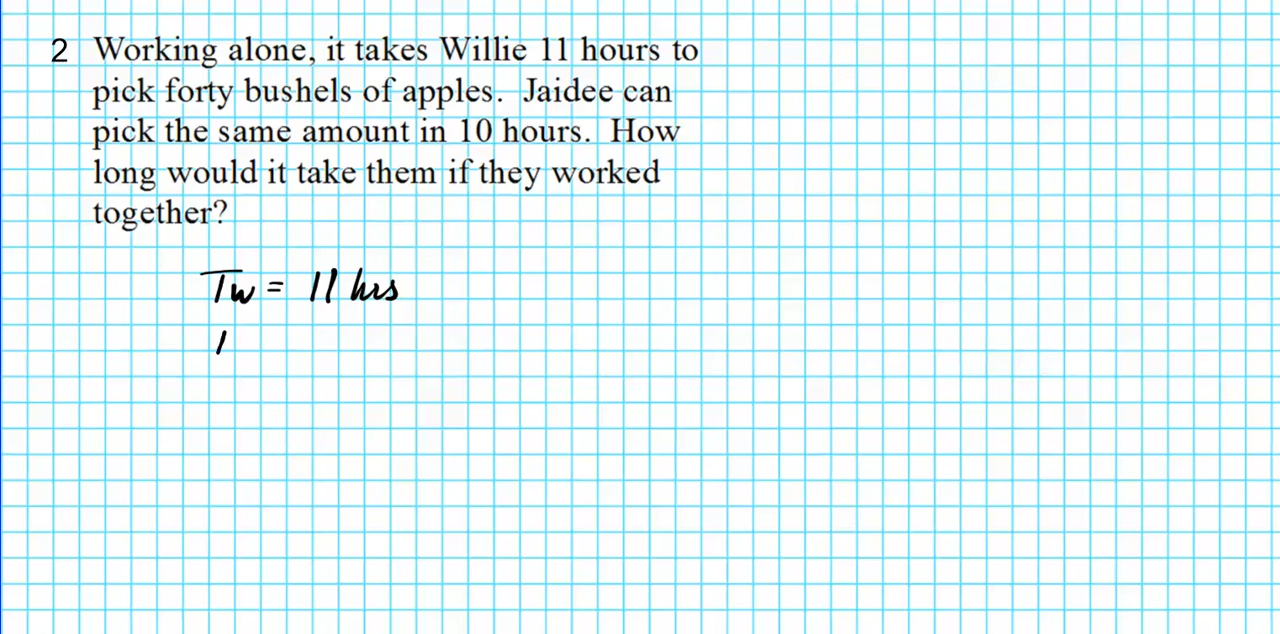 2 Working alone, it takes Willie 11 hours to
pick forty bushels of apples. Jaidee can
pick the same amount in 10 hours. How
long would it take them if they worked
together?
Tw = 11 hrs